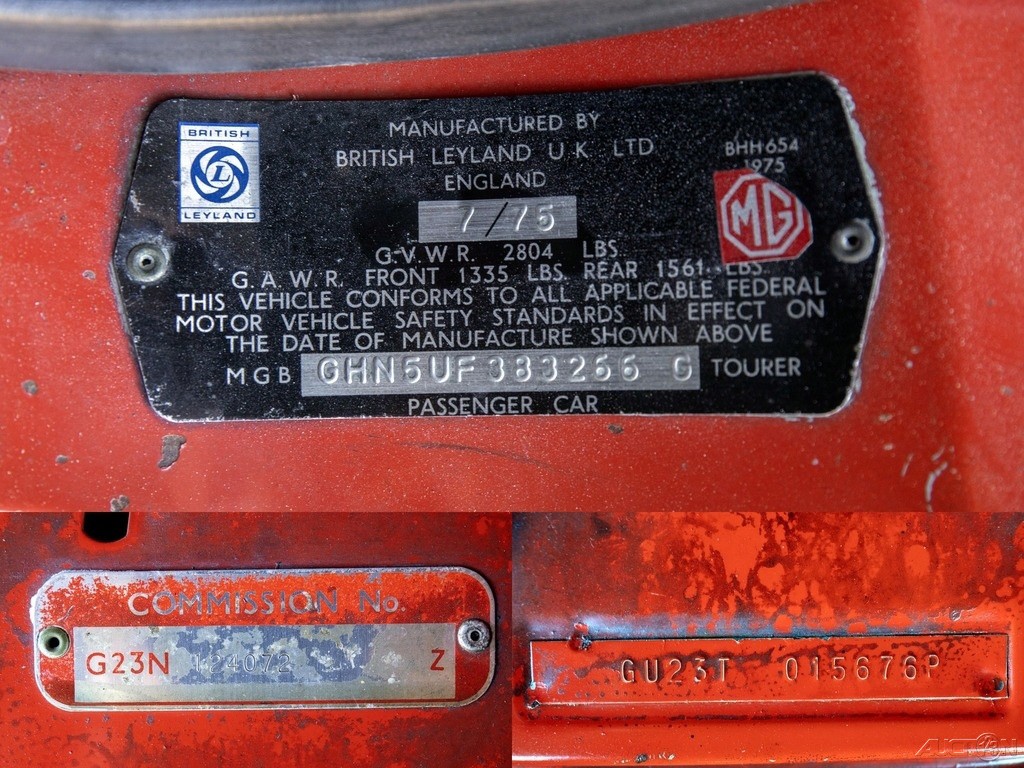 BRITISH
LEYLAND
MANUFACTURED BY
BRITISH LEYLAND U K LTD
ENGLAND
BHH 654
1975
7/75
MG
G.V.W.R. 2804 LBS
G.A.W.R. FRONT 1335 LBS REAR 1561 LBS
THIS VEHICLE CONFORMS TO ALL APPLICABLE FEDERAL
MOTOR VEHICLE SAFETY STANDARDS IN EFFECT ON
THE DATE OF MANUFACTURE SHOWN ABOVE
MGB GHN5UF383266 G TOURER
PASSENGER CAR
COMMISSION No.
G23N 124072 Z
GU23T 015676P